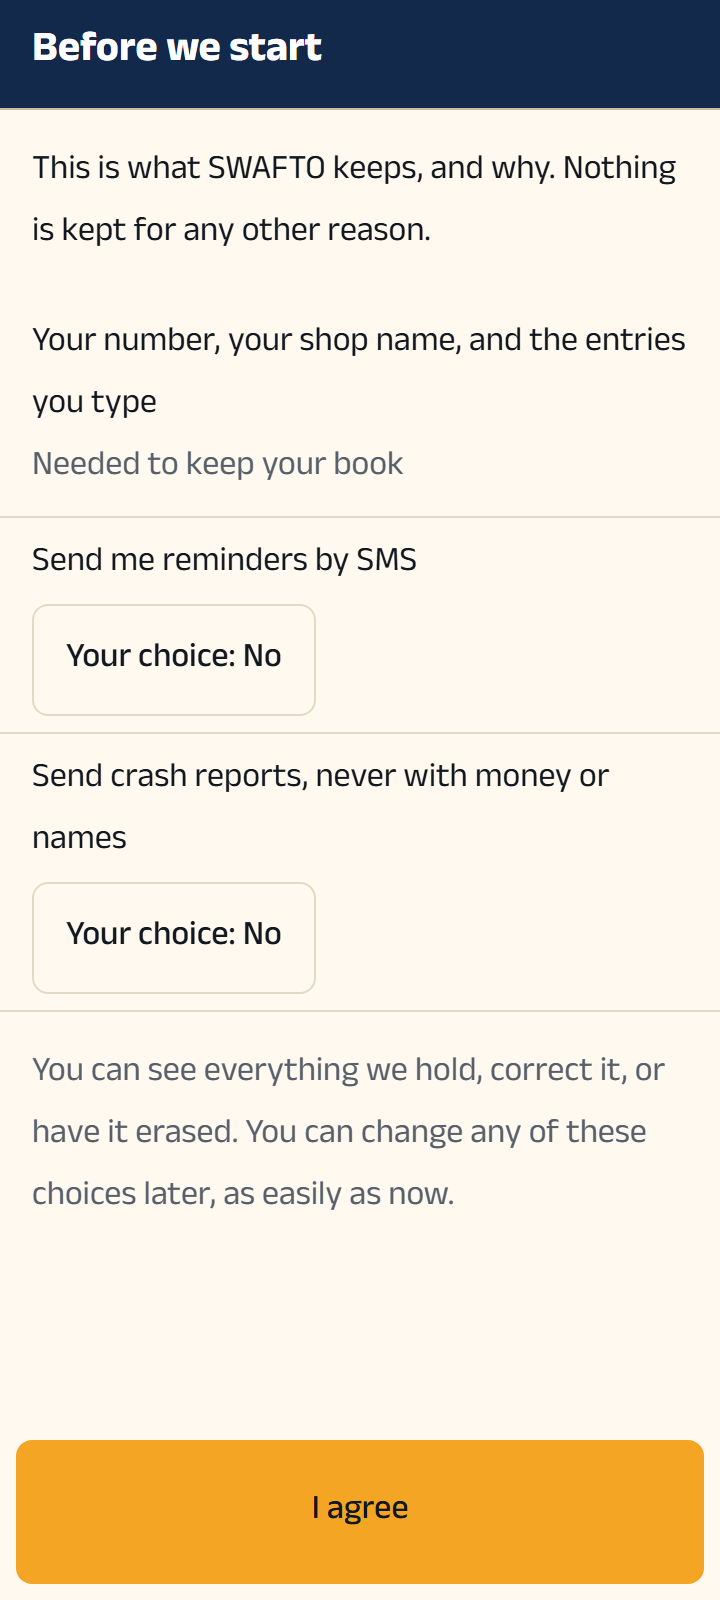 Before we start
This is what SWAFTO keeps, and why. Nothing
is kept for any other reason.
Your number, your shop name, and the entries
you type
Needed to keep your book
Send me reminders by SMS
Your choice: No
Send crash reports, never with money or
names
Your choice: No
You can see everything we hold, correct it, or
have it erased. You can change any of these
choices later, as easily as now.
I agree